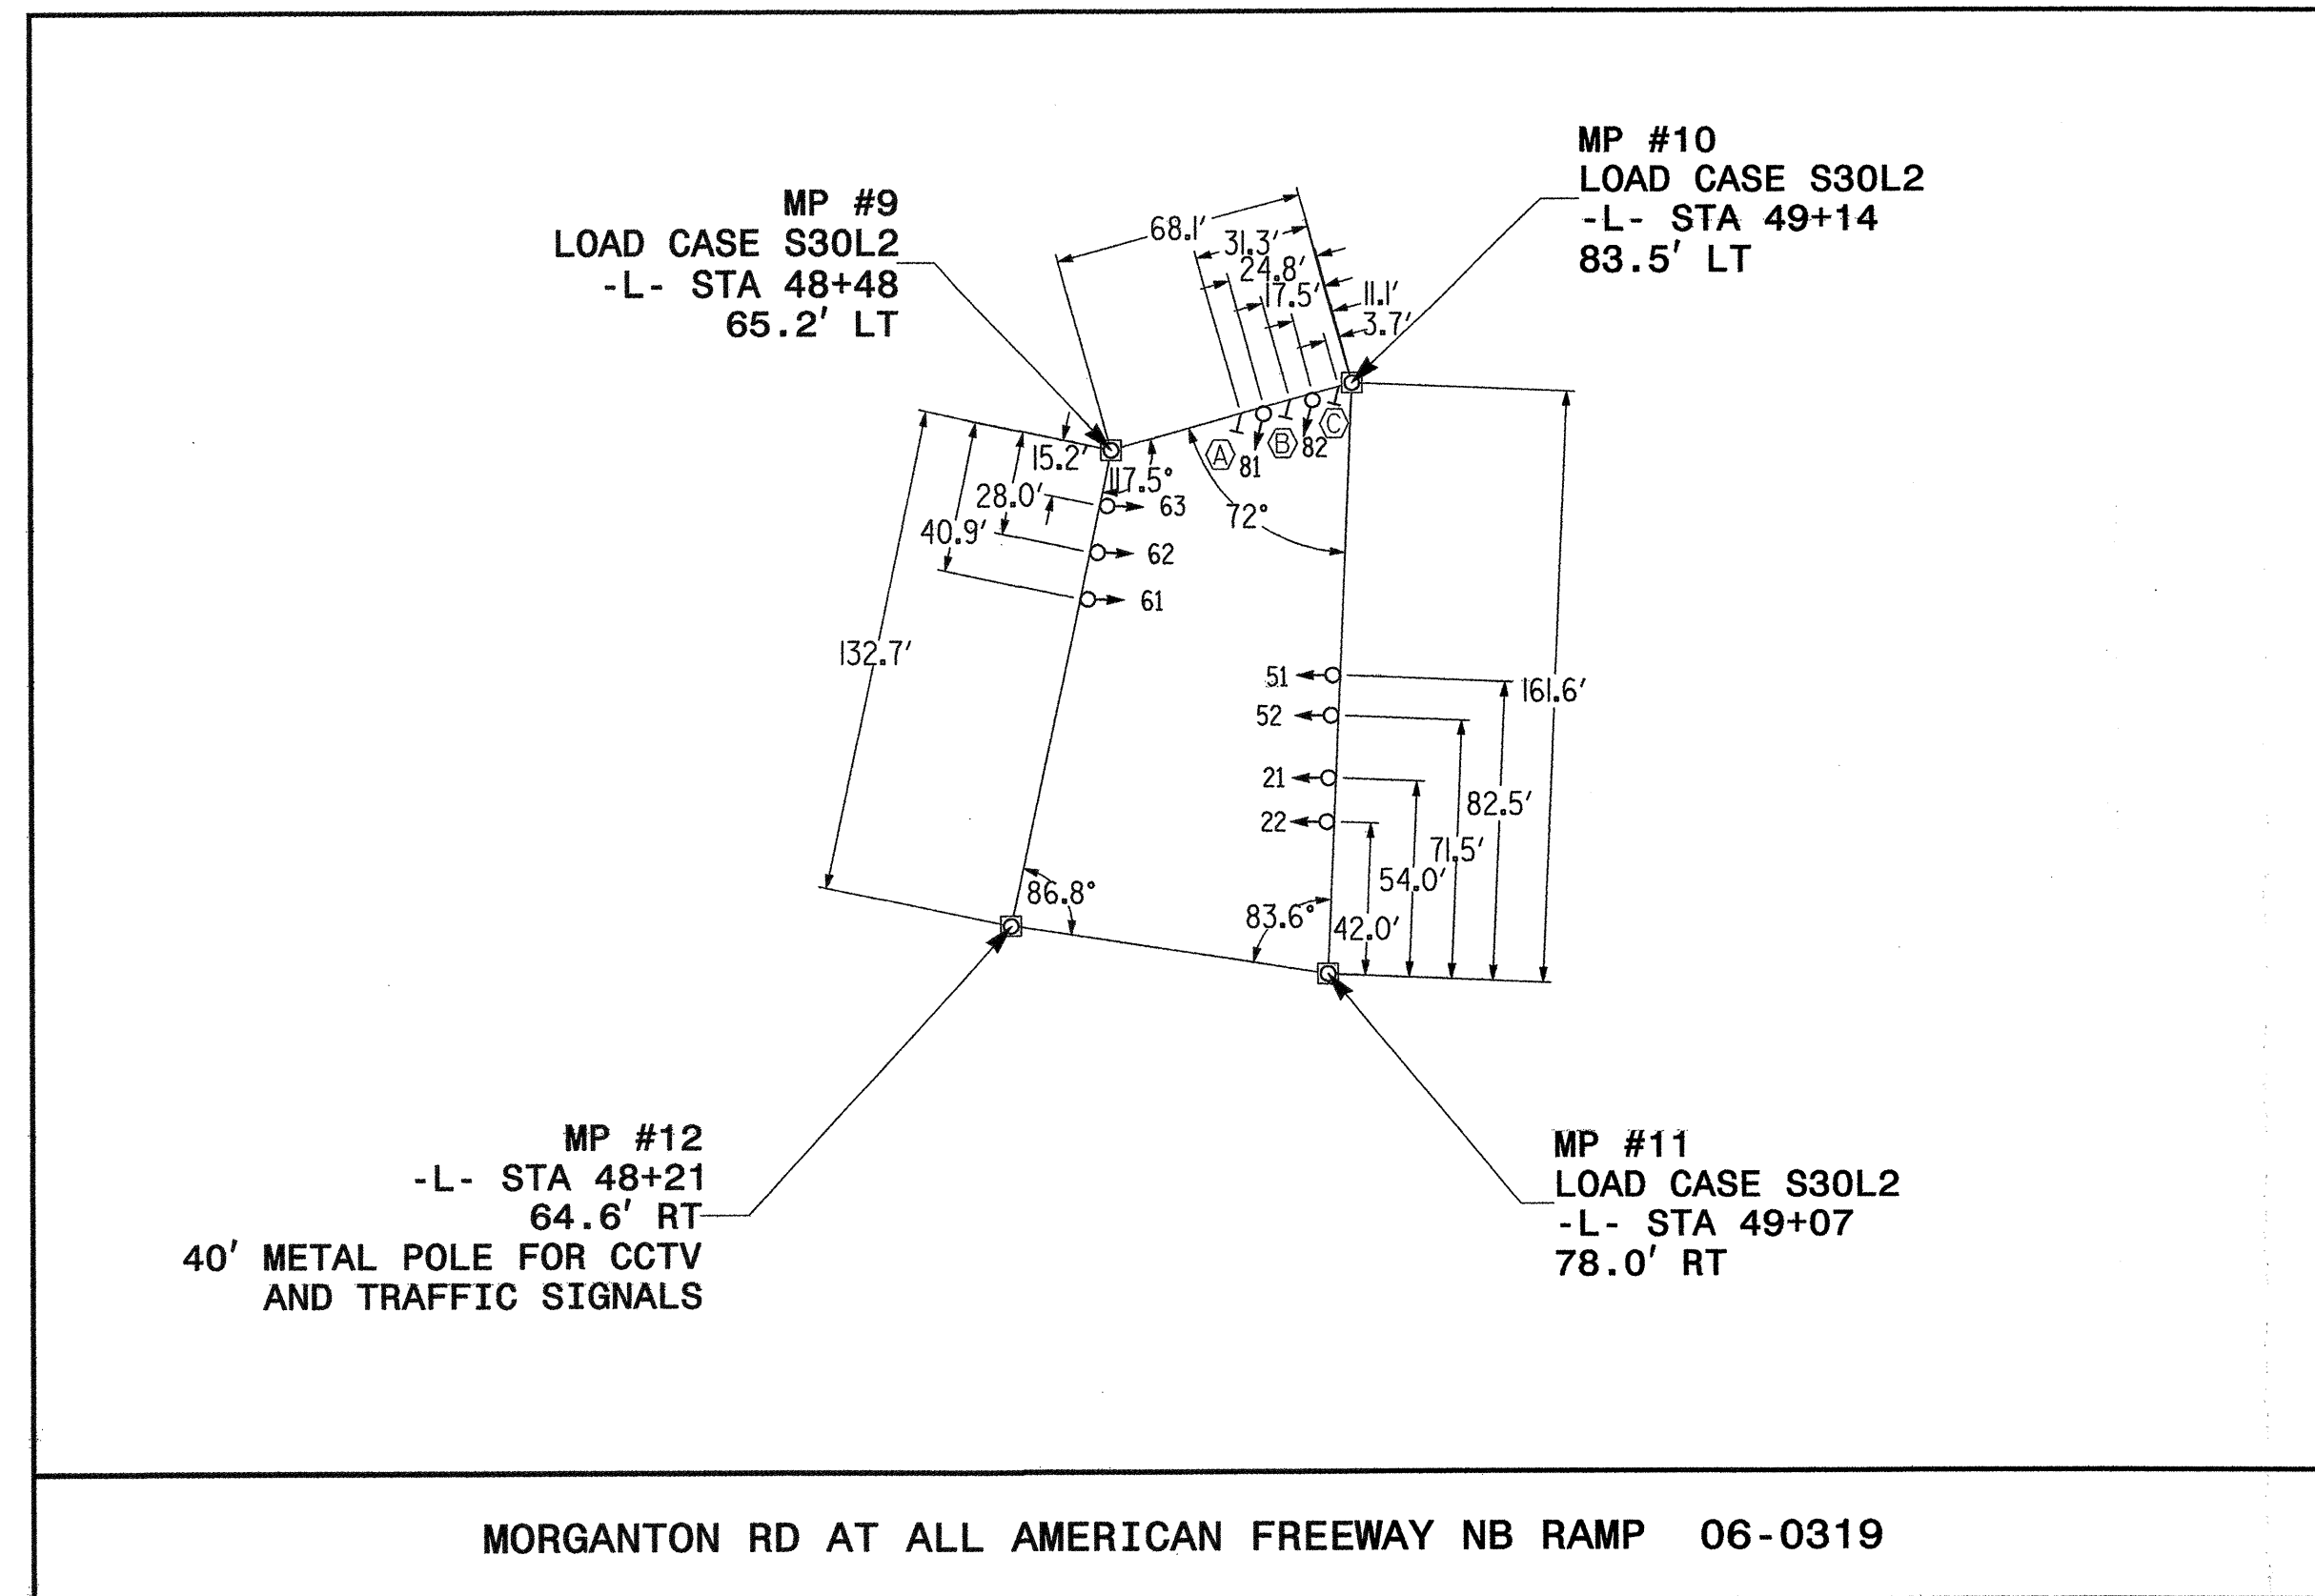 MP #10
LOAD CASE S30L2
-L- STA 49+14
83.5' LT
MP #9
LOAD CASE S30L2
-L- STA 48+48
65.2' LT
68.1'
31.3'
24.8'
17.5'
11.1'
3.7'
A
81
B
82
C
15.2'
117.5°
28.0'
63
72°
40.9'
62
61
132.7'
51
161.6'
52
21
82.5'
22
71.5'
54.0'
86.8°
83.6°
42.0'
MP #12
-L- STA 48+21
64.6' RT
40' METAL POLE FOR CCTV
AND TRAFFIC SIGNALS
MP #11
LOAD CASE S30L2
-L- STA 49+07
78.0' RT
MORGANTON RD AT ALL AMERICAN FREEWAY NB RAMP 06-0319